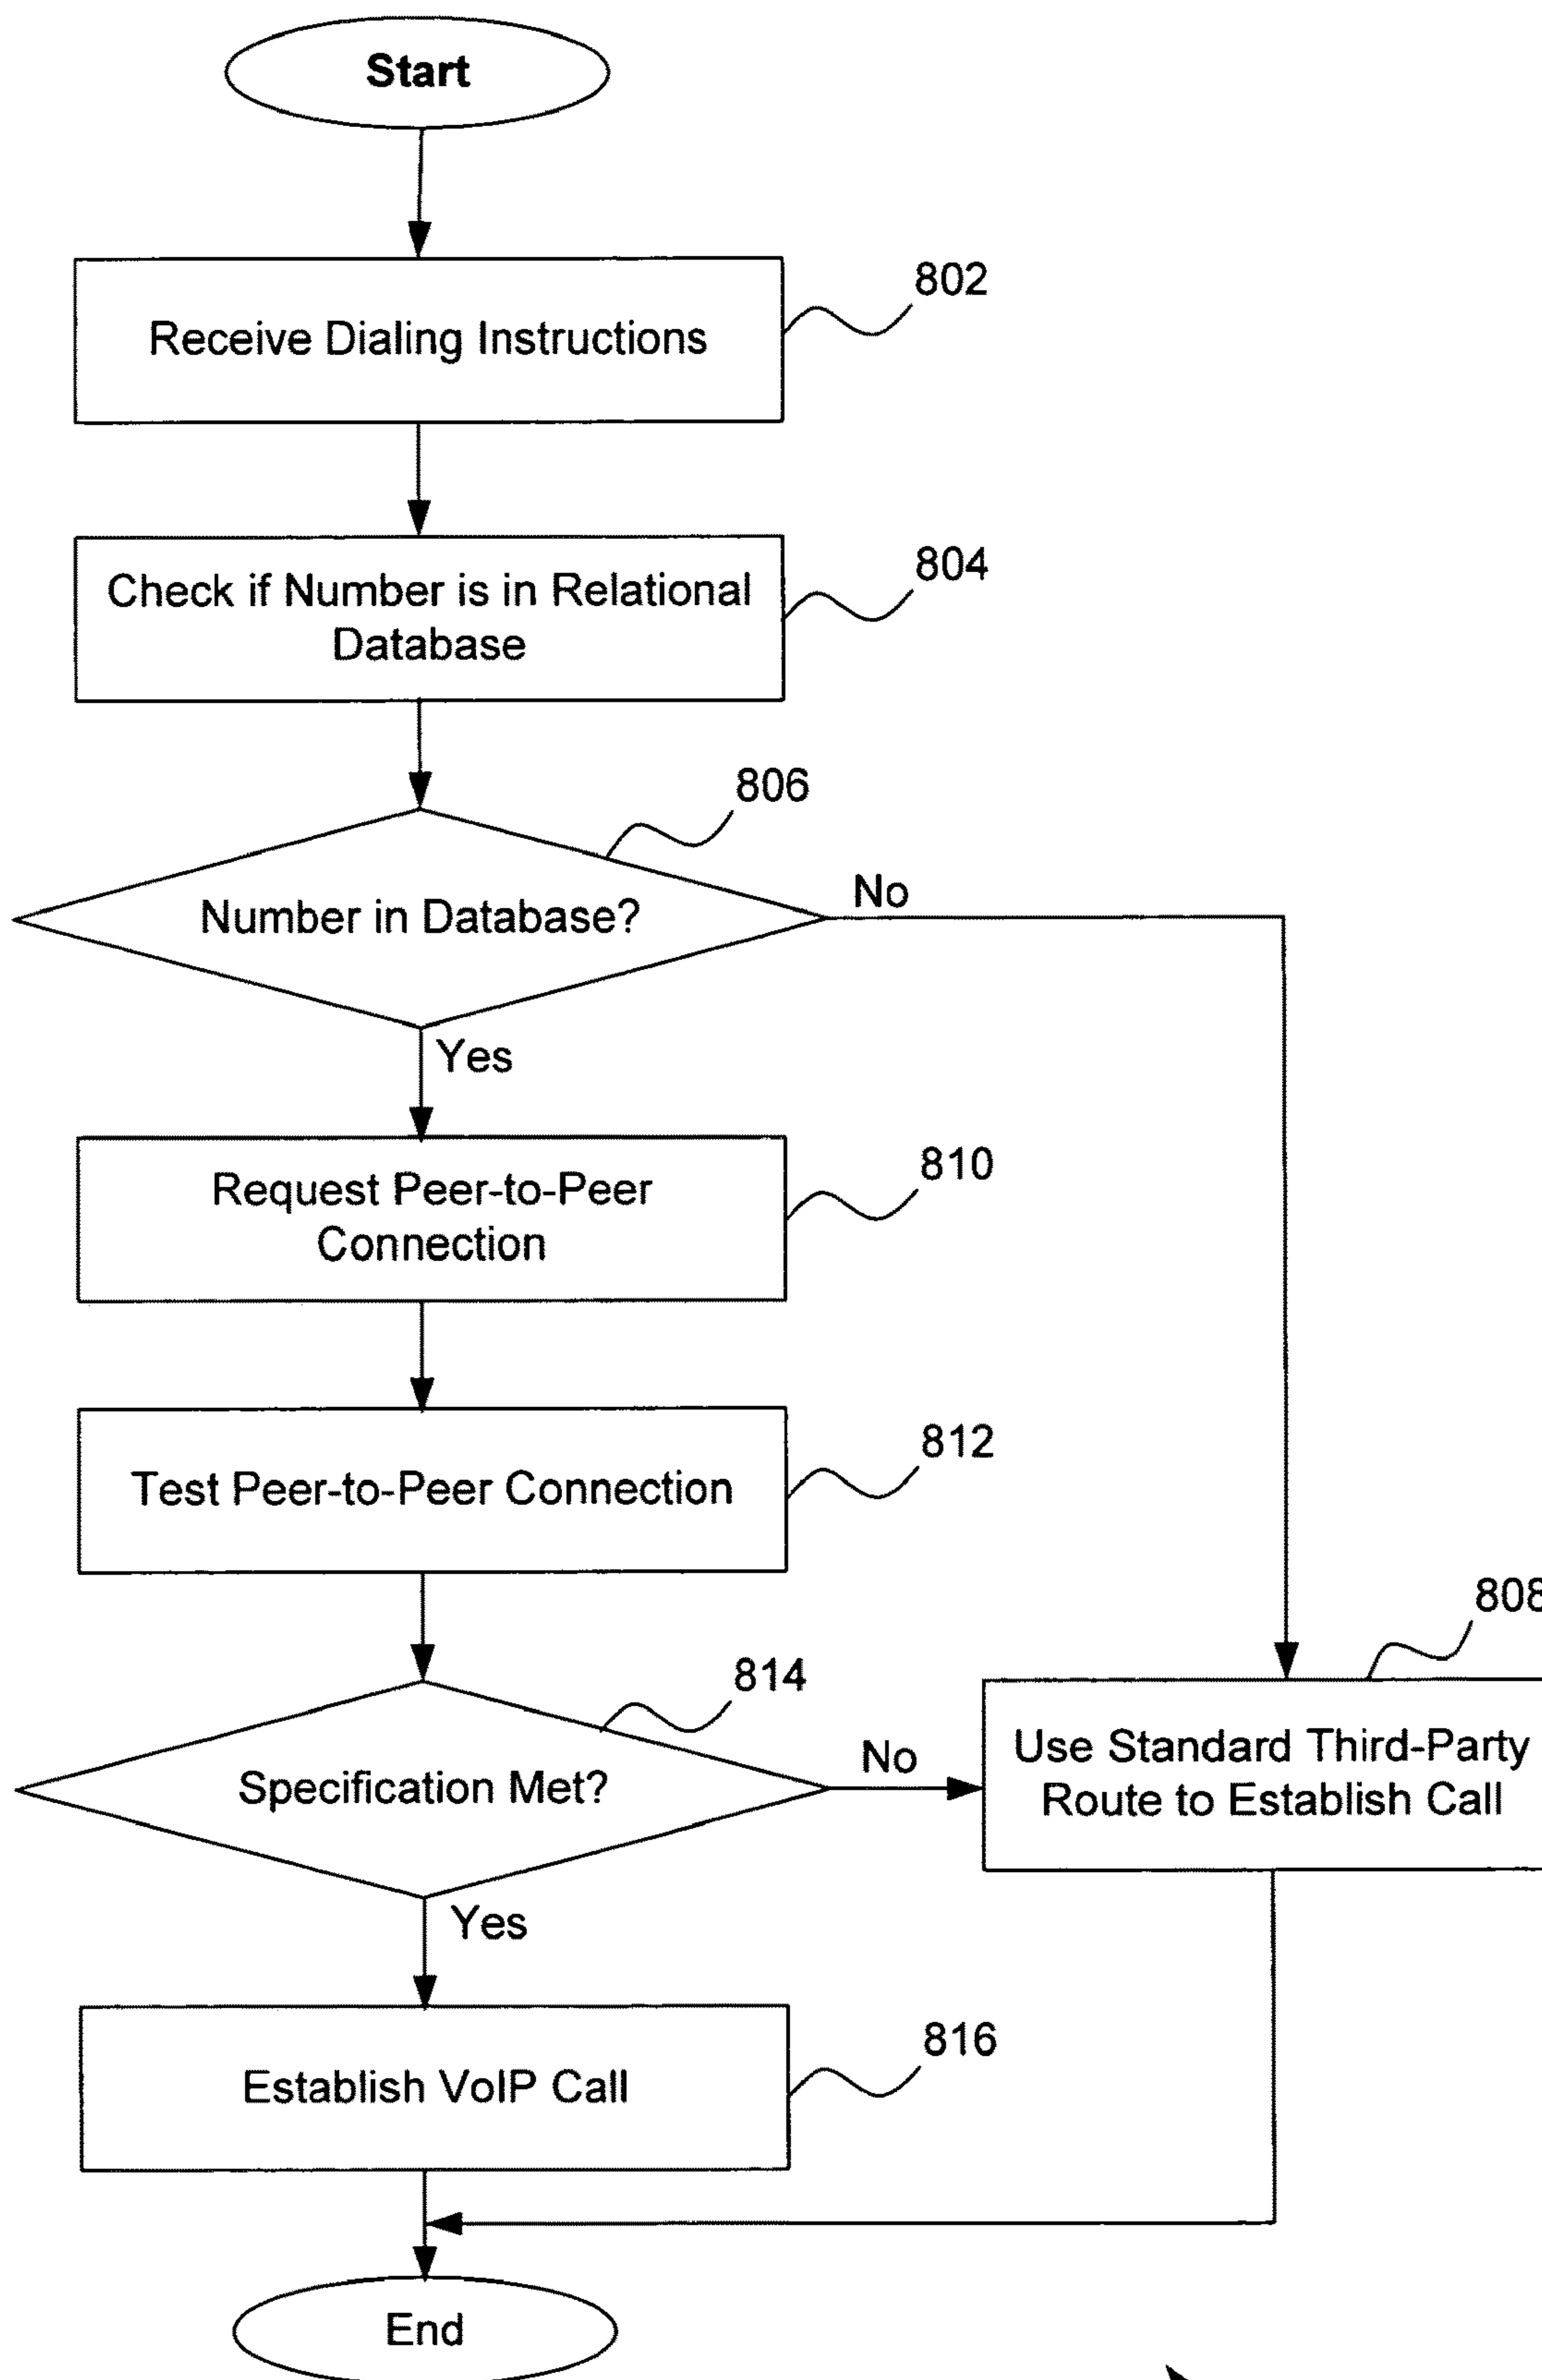 Start
Receive Dialing Instructions
802
Check if Number is in Relational
Database
804
806
Number in Database?
No
Yes
Request Peer-to-Peer
Connection
810
Test Peer-to-Peer Connection
812
808
814
Specification Met?
No
Use Standard Third-Party
Route to Establish Call
Yes
Establish VoIP Call
816
End